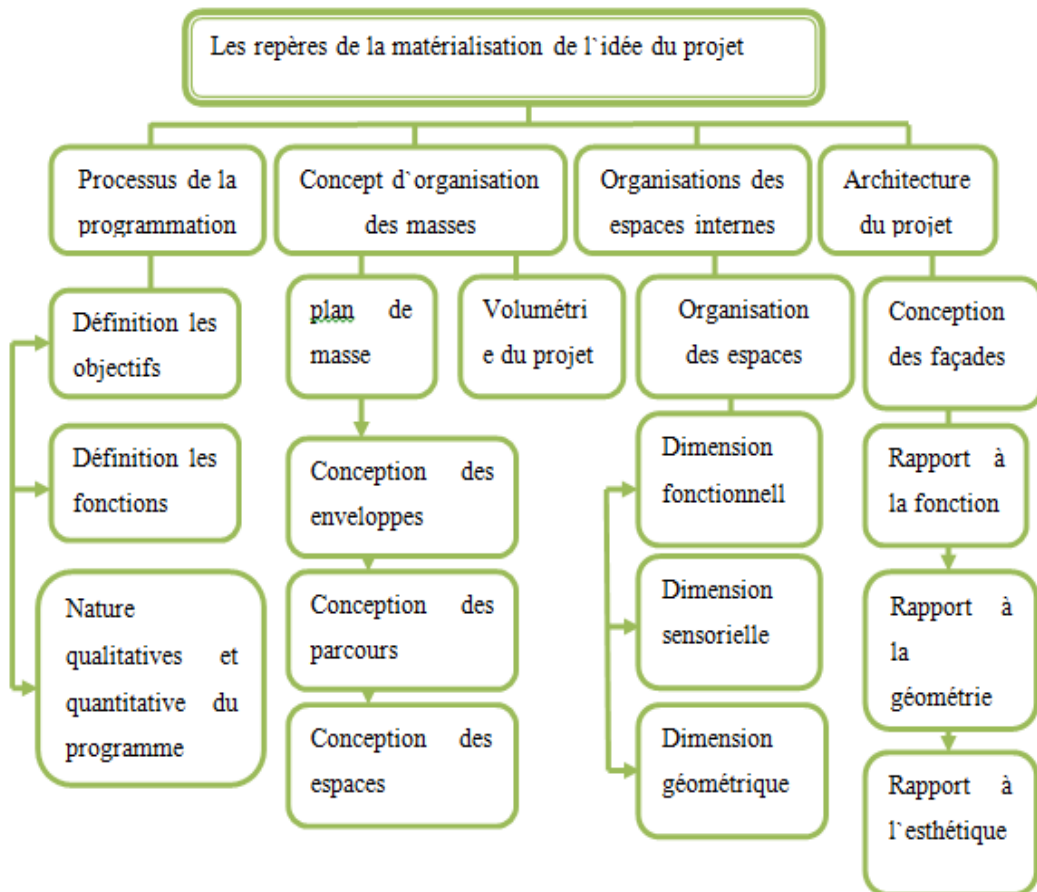 Les repères de la matérialisation de l`idée du projet
Processus de la
programmation
Concept d`organisation
des masses
Organisations des
espaces internes
Architecture
du projet
Définition les
objectifs
plan de
masse
Volumétri
e du projet
Organisation
des espaces
Conception
des façades
Définition les
fonctions
Conception des
enveloppes
Dimension
fonctionnell
Rapport à
la fonction
Nature
qualitatives et
quantitative du
programme
Conception des
parcours
Dimension
sensorielle
Rapport à
la
géométrie
Conception des
espaces
Dimension
géométrique
Rapport à
l`esthétique